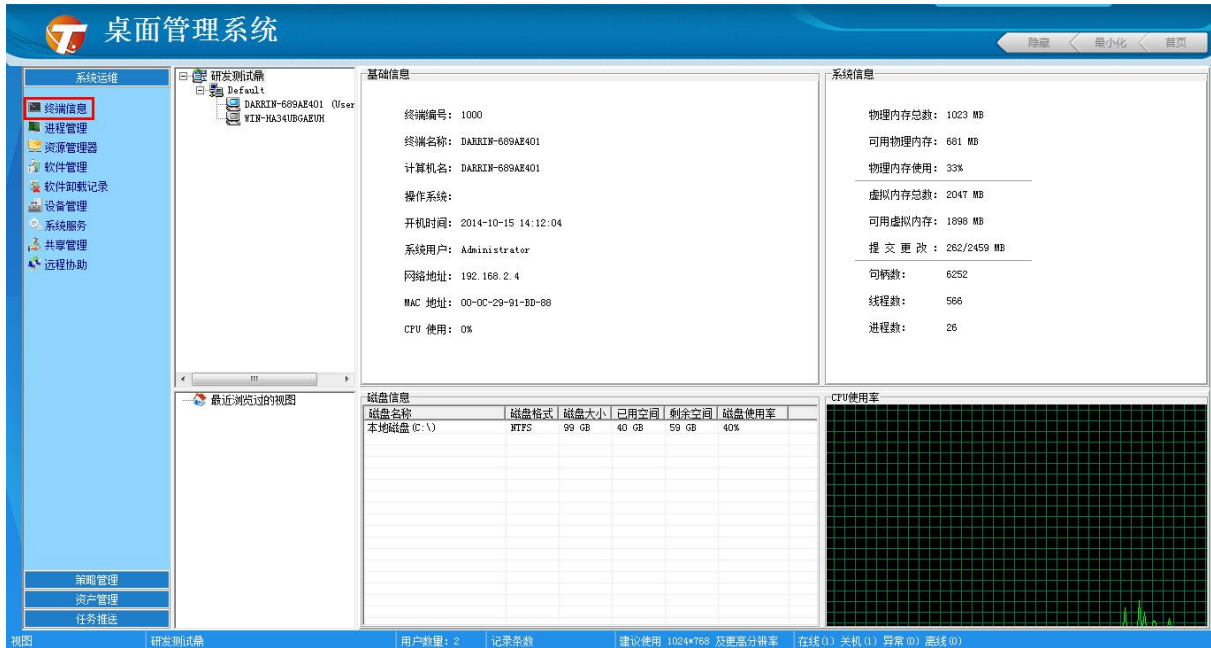 桌面管理系统
隐藏
最小化
首页
系统运维
终端信息
进程管理
资源管理器
软件管理
软件卸载记录
设备管理
系统服务
共享管理
远程协助
策略管理
资产管理
任务推送
研发测试鼎
Default
DARRIN-689AE401 (User
WIN-HA34UBGAEUH
最近浏览过的视图
基础信息
终端编号： 1000
终端名称： DARRIN-689AE401
计算机名： DARRIN-689AE401
操作系统：
开机时间： 2014-10-15 14:12:04
系统用户： Administrator
网络地址： 192.168.2.4
MAC 地址： 00-0C-29-91-BD-88
CPU 使用： 0%
系统信息
物理内存总数： 1023 MB
可用物理内存： 681 MB
物理内存使用： 33%
虚拟内存总数： 2047 MB
可用虚拟内存： 1898 MB
提 交 更 改 ： 262/2459 MB
句柄数： 6252
线程数： 566
进程数： 26
磁盘信息
磁盘名称 磁盘格式 磁盘大小 已用空间 剩余空间 磁盘使用率
本地磁盘(C:\) NTFS 99 GB 40 GB 59 GB 40%
CPU使用率
视图 研发测试鼎 用户数量： 2 记录条数 建议使用 1024*768 及更高分辨率 在线(1) 关机(1) 异常(0) 离线(0)